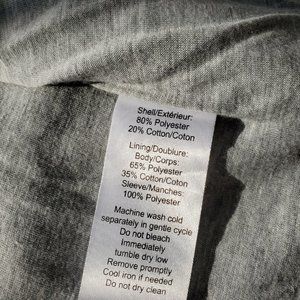 Shell/Extérieur:
80% Polyester
20% Cotton/Coton
Lining/Doublure:
Body/Corps:
65% Polyester
35% Cotton/Coton
Sleeve/Manches:
100% Polyester
Machine wash cold
separately in gentle cycle
Do not bleach
Immediately
tumble dry low
Remove promptly
Cool iron if needed
Do not dry clean